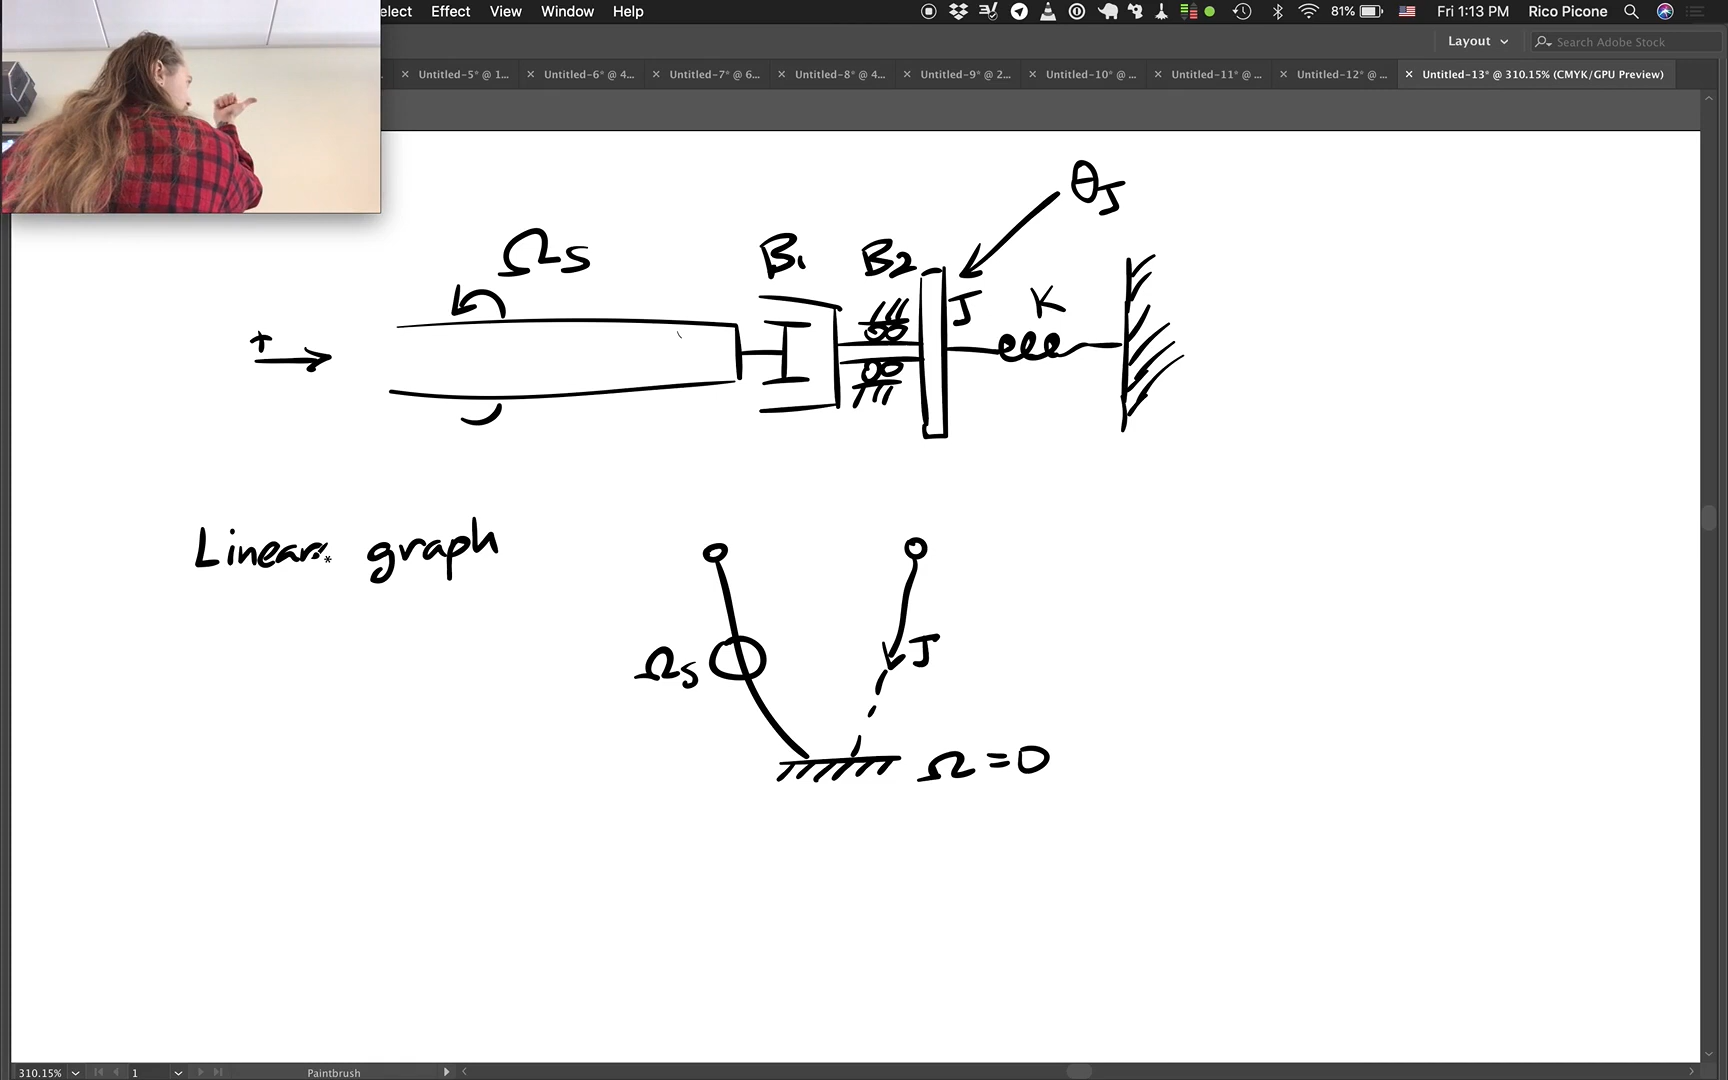 elect Effect View Window Help 81% Fri 1:13 PM Rico Picone
Layout Search Adobe Stock
Untitled-5* @ 1... Untitled-6* @ 4... Untitled-7* @ 6... Untitled-8* @ 4... Untitled-9* @ 2... Untitled-10* @ ... Untitled-11* @ ... Untitled-12* @ ... Untitled-13* @ 310.15% (CMYK/GPU Preview)
θJ
Ωs B1 B2 J K
+
Linear graph
Ωs J
Ω = 0
310.15% 1 Paintbrush